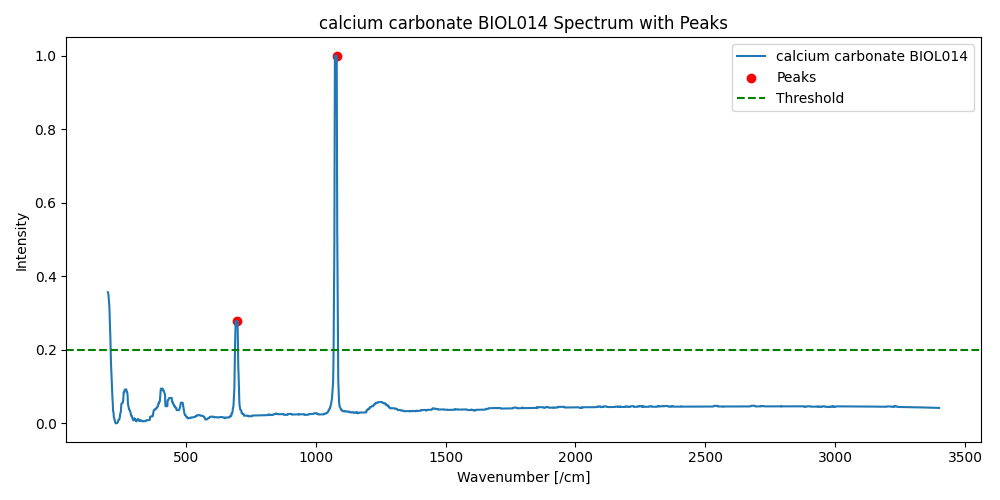 calcium carbonate BIOL014 Spectrum with Peaks
calcium carbonate BIOL014
Peaks
Threshold
Intensity
1.0
0.8
0.6
0.4
0.2
0.0
500 1000 1500 2000 2500 3000 3500
Wavenumber [/cm]